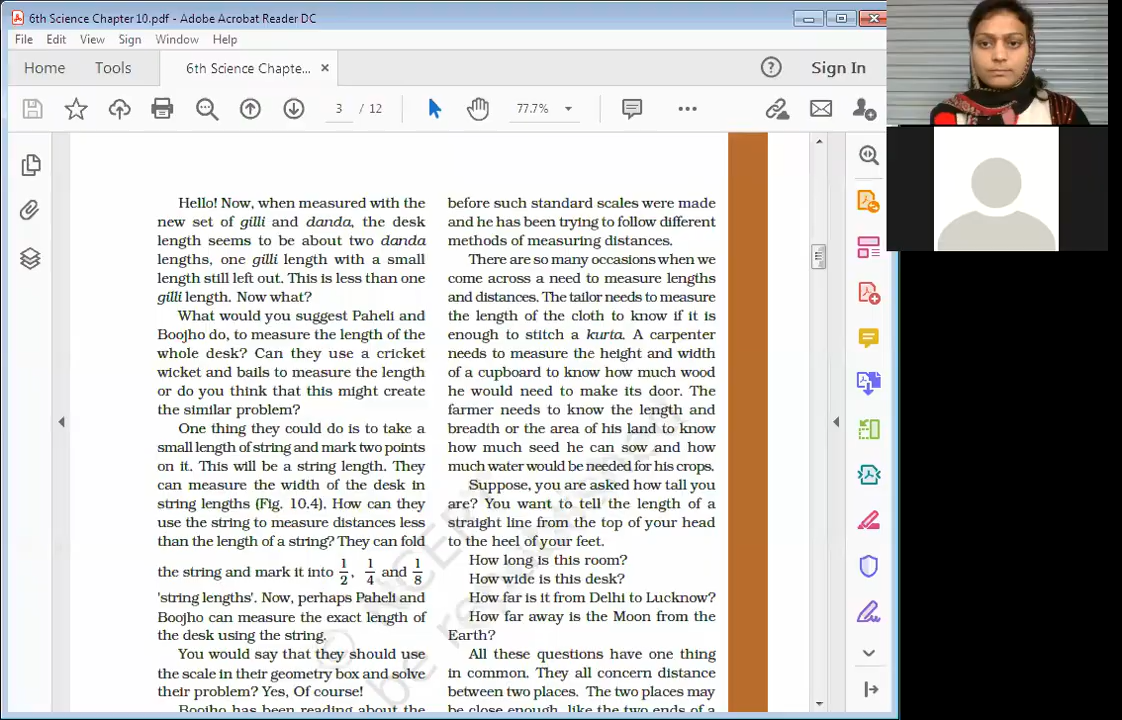 6th Science Chapter 10.pdf - Adobe Acrobat Reader DC
File Edit View Sign Window Help
Home Tools 6th Science Chapte... × Sign In
3 / 12 77.7%
Hello! Now, when measured with the
new set of gilli and danda, the desk
length seems to be about two danda
lengths, one gilli length with a small
length still left out. This is less than one
gilli length. Now what?
What would you suggest Paheli and
Boojho do, to measure the length of the
whole desk? Can they use a cricket
wicket and bails to measure the length
or do you think that this might create
the similar problem?
One thing they could do is to take a
small length of string and mark two points
on it. This will be a string length. They
can measure the width of the desk in
string lengths (Fig. 10.4). How can they
use the string to measure distances less
than the length of a string? They can fold
the string and mark it into 1/2, 1/4 and 1/8
'string lengths'. Now, perhaps Paheli and
Boojho can measure the exact length of
the desk using the string.
You would say that they should use
the scale in their geometry box and solve
their problem? Yes, Of course!
Boojho has been reading about the
before such standard scales were made
and he has been trying to follow different
methods of measuring distances.
There are so many occasions when we
come across a need to measure lengths
and distances. The tailor needs to measure
the length of the cloth to know if it is
enough to stitch a kurta. A carpenter
needs to measure the height and width
of a cupboard to know how much wood
he would need to make its door. The
farmer needs to know the length and
breadth or the area of his land to know
how much seed he can sow and how
much water would be needed for his crops.
Suppose, you are asked how tall you
are? You want to tell the length of a
straight line from the top of your head
to the heel of your feet.
How long is this room?
How wide is this desk?
How far is it from Delhi to Lucknow?
How far away is the Moon from the
Earth?
All these questions have one thing
in common. They all concern distance
between two places. The two places may
be close enough, like the two ends of a